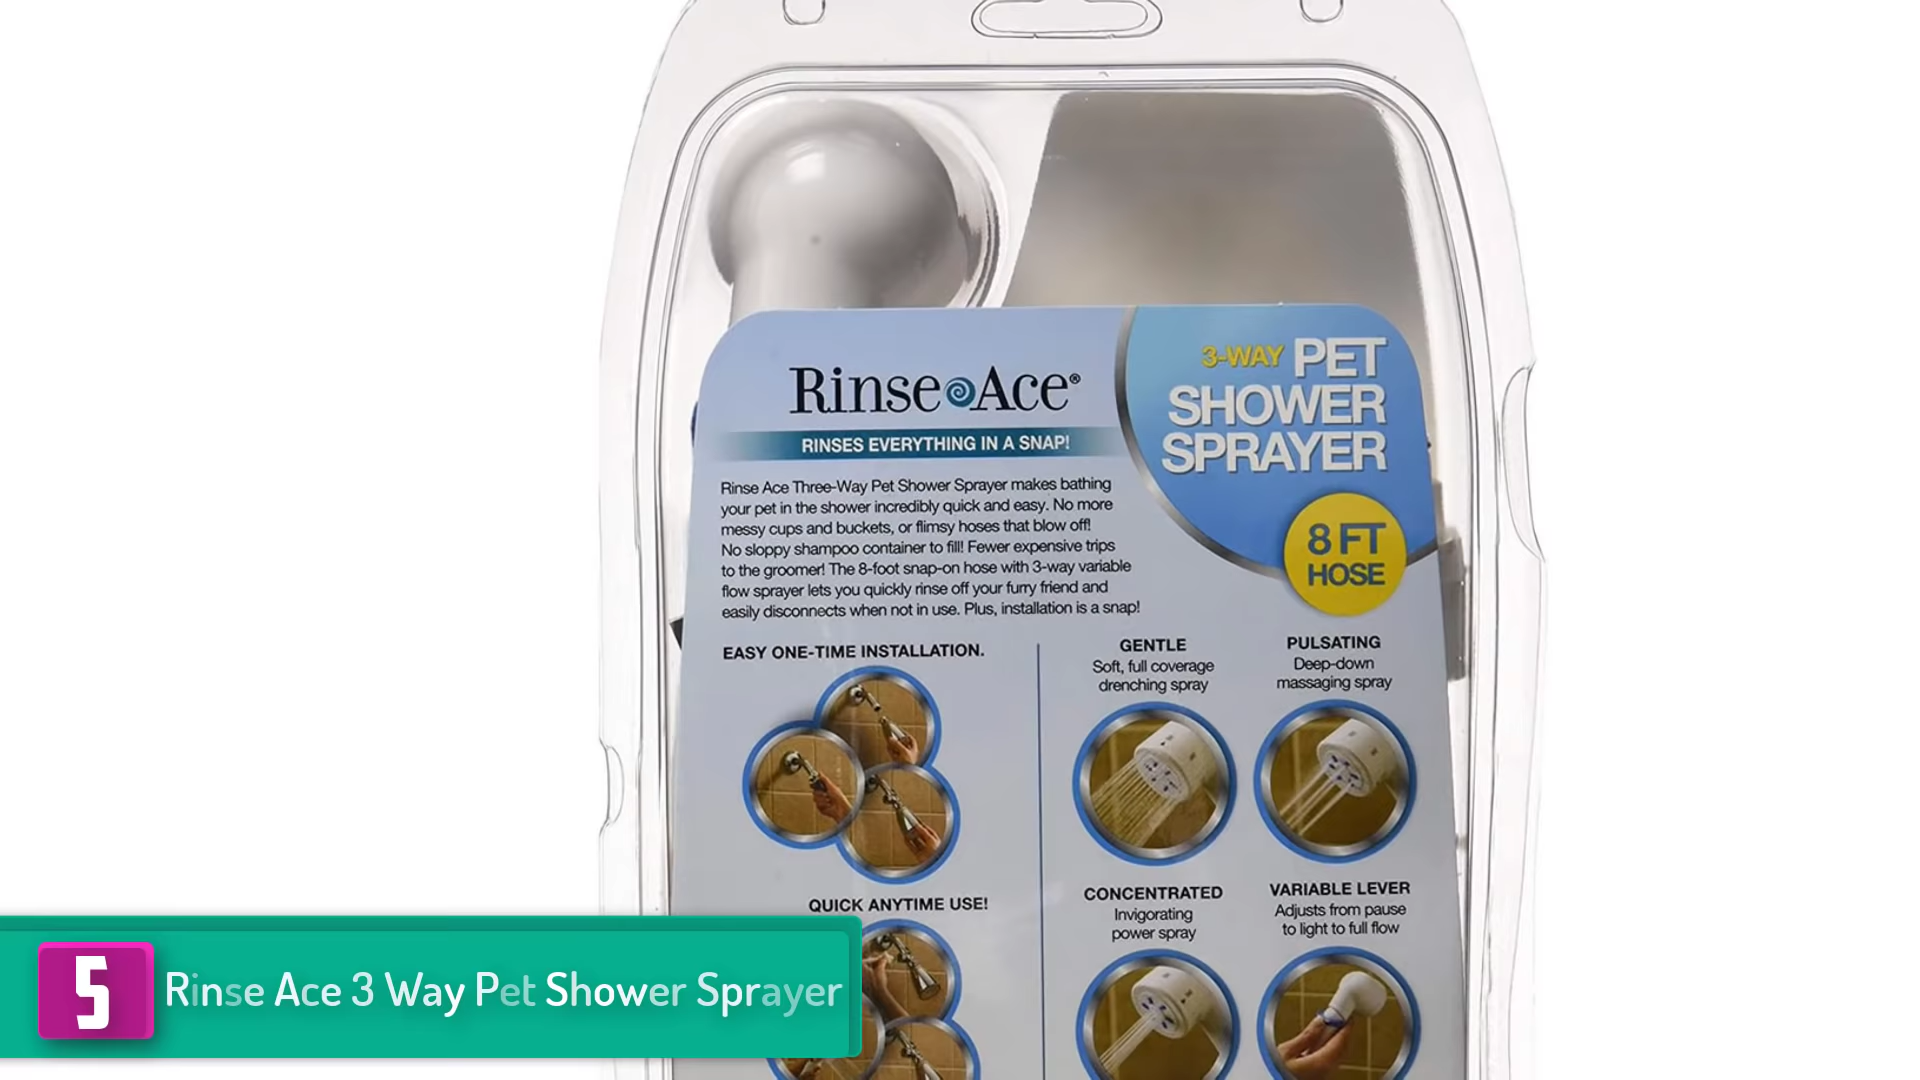 Rinse Ace®
RINSES EVERYTHING IN A SNAP!
3-WAY PET
SHOWER
SPRAYER
8 FT
HOSE
Rinse Ace Three-Way Pet Shower Sprayer makes bathing
your pet in the shower incredibly quick and easy. No more
messy cups and buckets, or flimsy hoses that blow off!
No sloppy shampoo container to fill! Fewer expensive trips
to the groomer! The 8-foot snap-on hose with 3-way variable
flow sprayer lets you quickly rinse off your furry friend and
easily disconnects when not in use. Plus, installation is a snap!
EASY ONE-TIME INSTALLATION.
QUICK ANYTIME USE!
GENTLE
Soft, full coverage
drenching spray
PULSATING
Deep-down
massaging spray
CONCENTRATED
Invigorating
power spray
VARIABLE LEVER
Adjusts from pause
to light to full flow
5 Rinse Ace 3 Way Pet Shower Sprayer